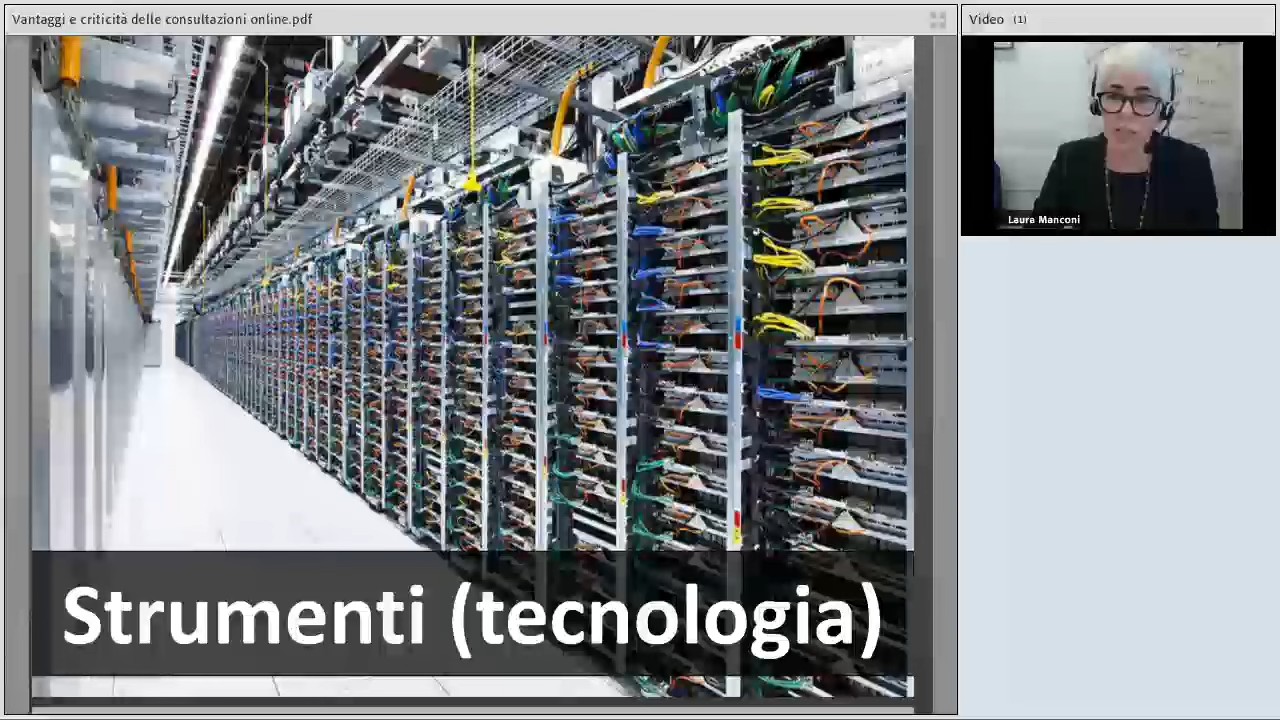 Vantaggi e criticità delle consultazioni online.pdf
Video (1)
Laura Manconi
Strumenti (tecnologia)